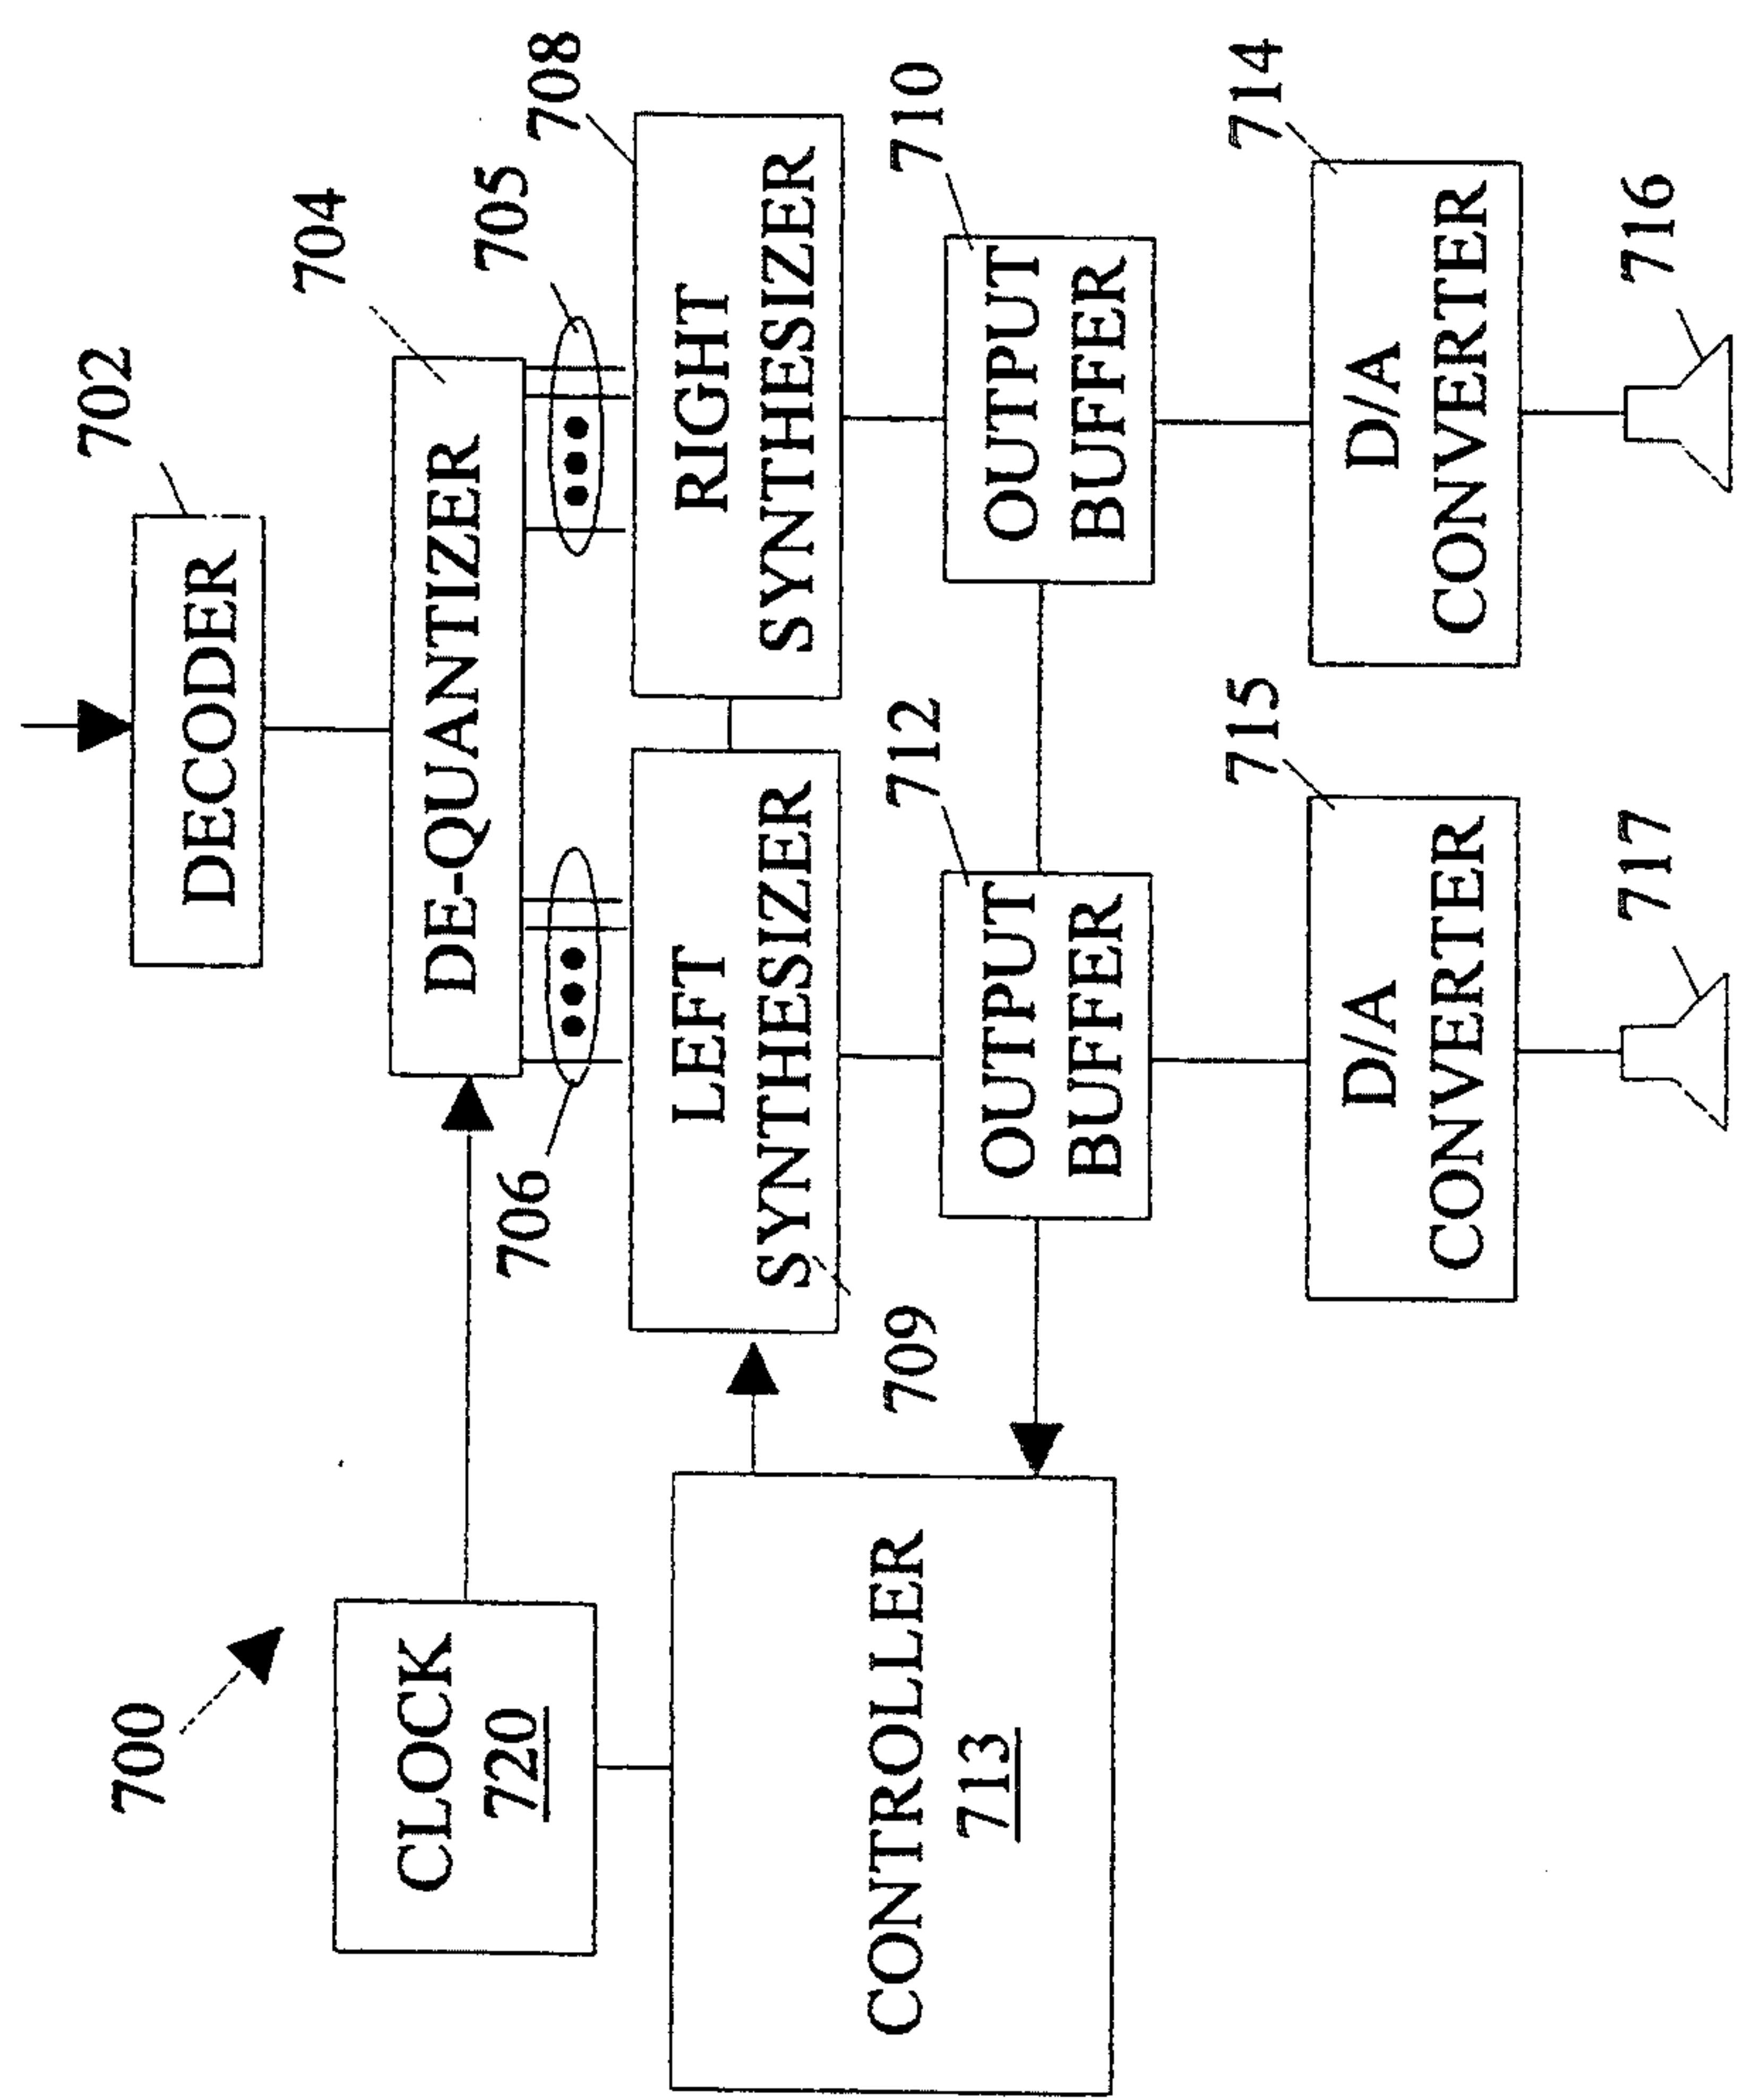 700
702
DECODER
704
DE-QUANTIZER
CLOCK
720
706
705
708
LEFT
SYNTHESIZER
RIGHT
SYNTHESIZER
709
CONTROLLER
713
712
710
OUTPUT
BUFFER
OUTPUT
BUFFER
715
714
D/A
CONVERTER
D/A
CONVERTER
717
716